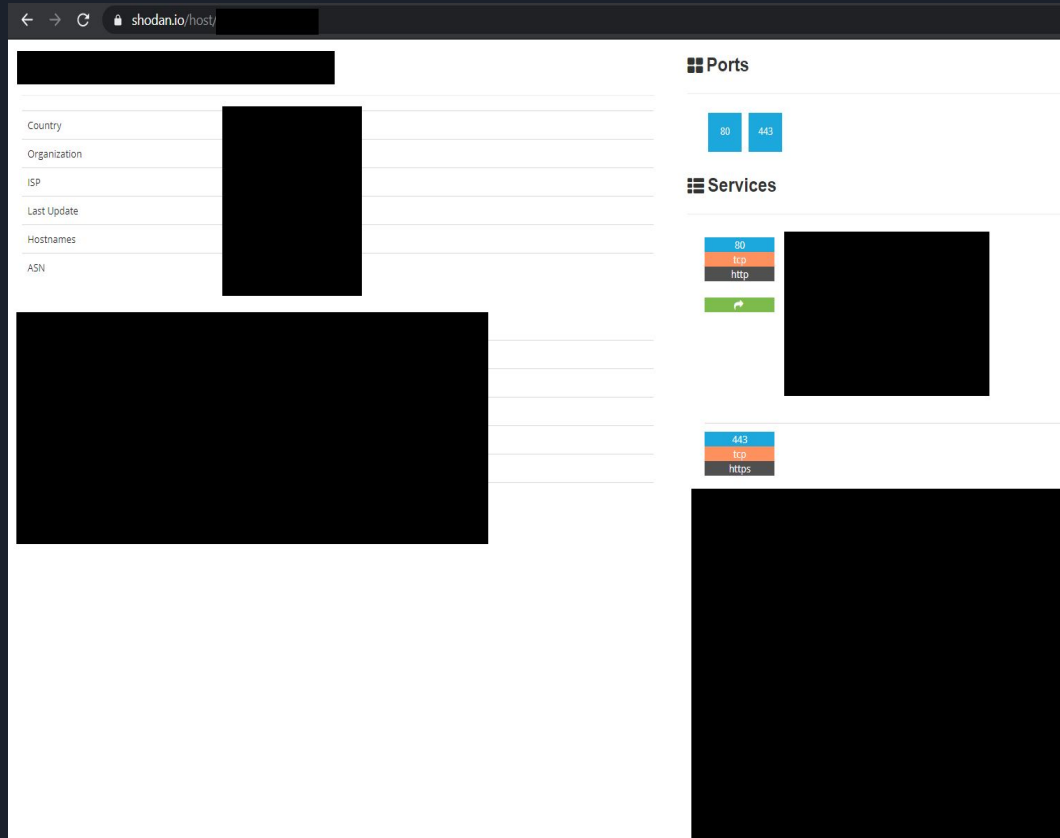 shodan.io/host/
Country
Organization
ISP
Last Update
Hostnames
ASN
Ports
80 443
Services
80
tcp
http
443
tcp
https